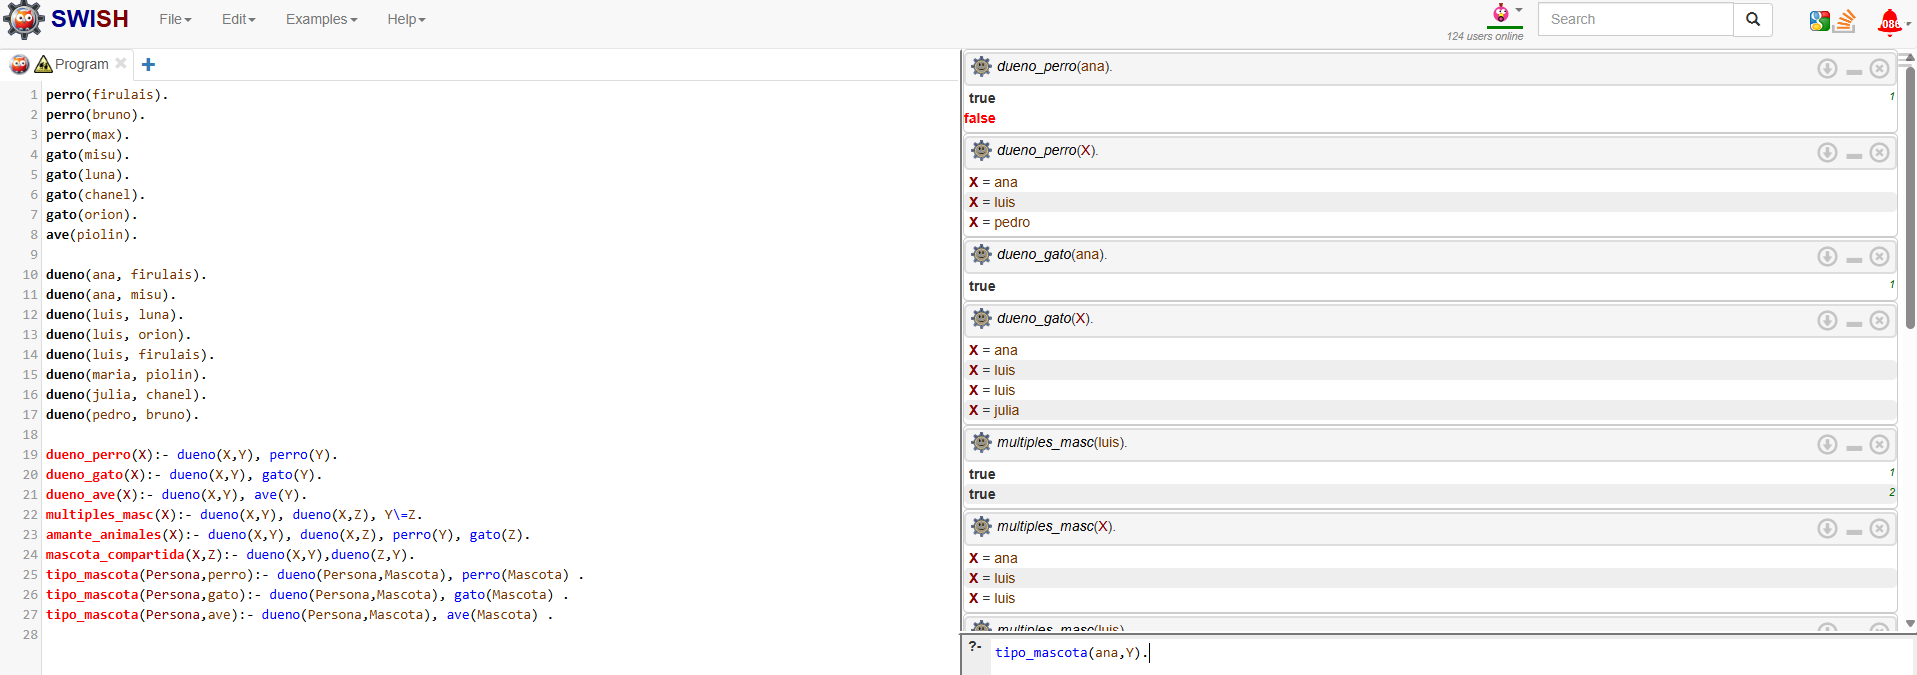 SWISH File Edit Examples Help 124 users online Search
Program
1 perro(firulais).
2 perro(bruno).
3 perro(max).
4 gato(misu).
5 gato(luna).
6 gato(chanel).
7 gato(orion).
8 ave(piolin).
9
10 dueno(ana, firulais).
11 dueno(ana, misu).
12 dueno(luis, luna).
13 dueno(luis, orion).
14 dueno(luis, firulais).
15 dueno(maria, piolin).
16 dueno(julia, chanel).
17 dueno(pedro, bruno).
18
19 dueno_perro(X):- dueno(X,Y), perro(Y).
20 dueno_gato(X):- dueno(X,Y), gato(Y).
21 dueno_ave(X):- dueno(X,Y), ave(Y).
22 multiples_masc(X):- dueno(X,Y), dueno(X,Z), Y\=Z.
23 amante_animales(X):- dueno(X,Y), dueno(X,Z), perro(Y), gato(Z).
24 mascota_compartida(X,Z):- dueno(X,Y),dueno(Z,Y).
25 tipo_mascota(Persona,perro):- dueno(Persona,Mascota), perro(Mascota) .
26 tipo_mascota(Persona,gato):- dueno(Persona,Mascota), gato(Mascota) .
27 tipo_mascota(Persona,ave):- dueno(Persona,Mascota), ave(Mascota) .
28
dueno_perro(ana).
true 1
false
dueno_perro(X).
X = ana
X = luis
X = pedro
dueno_gato(ana).
true 1
dueno_gato(X).
X = ana
X = luis
X = luis
X = julia
multiples_masc(luis).
true 1
true 2
multiples_masc(X).
X = ana
X = luis
X = luis
multiples_masc(luis).
?- tipo_mascota(ana,Y).